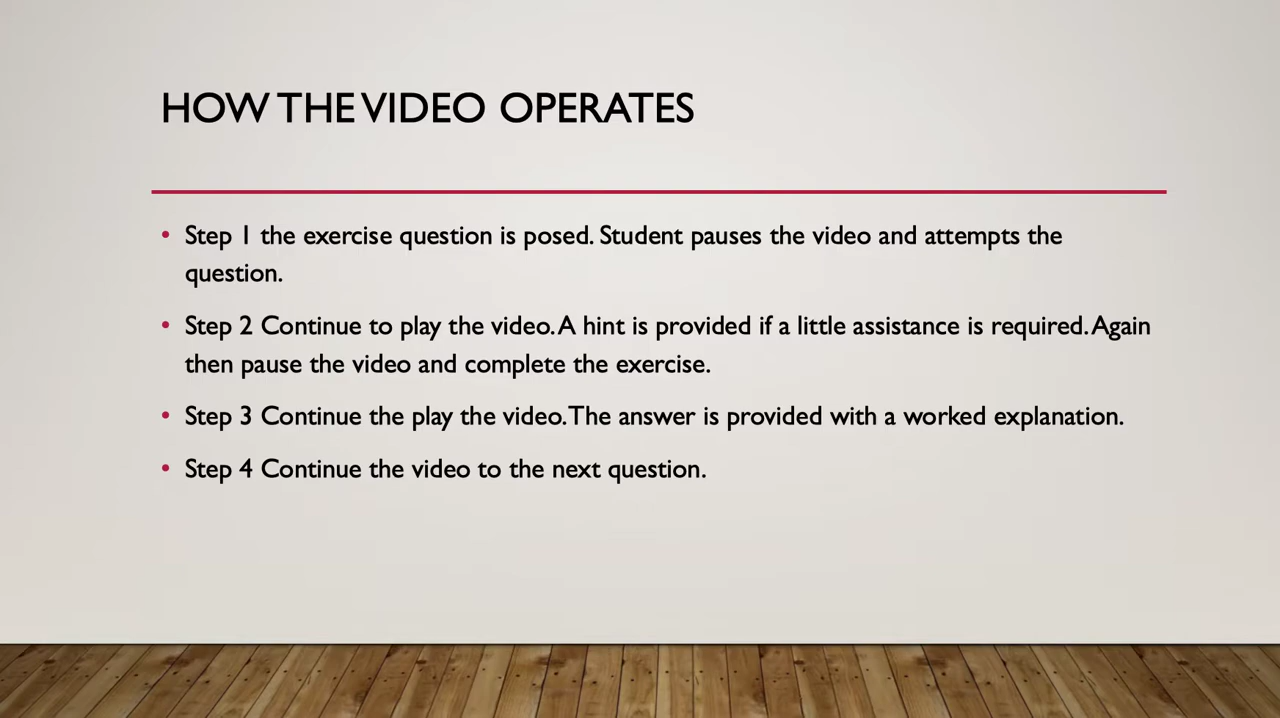 HOW THE VIDEO OPERATES
• Step 1 the exercise question is posed. Student pauses the video and attempts the
question.
• Step 2 Continue to play the video. A hint is provided if a little assistance is required. Again
then pause the video and complete the exercise.
• Step 3 Continue the play the video. The answer is provided with a worked explanation.
• Step 4 Continue the video to the next question.